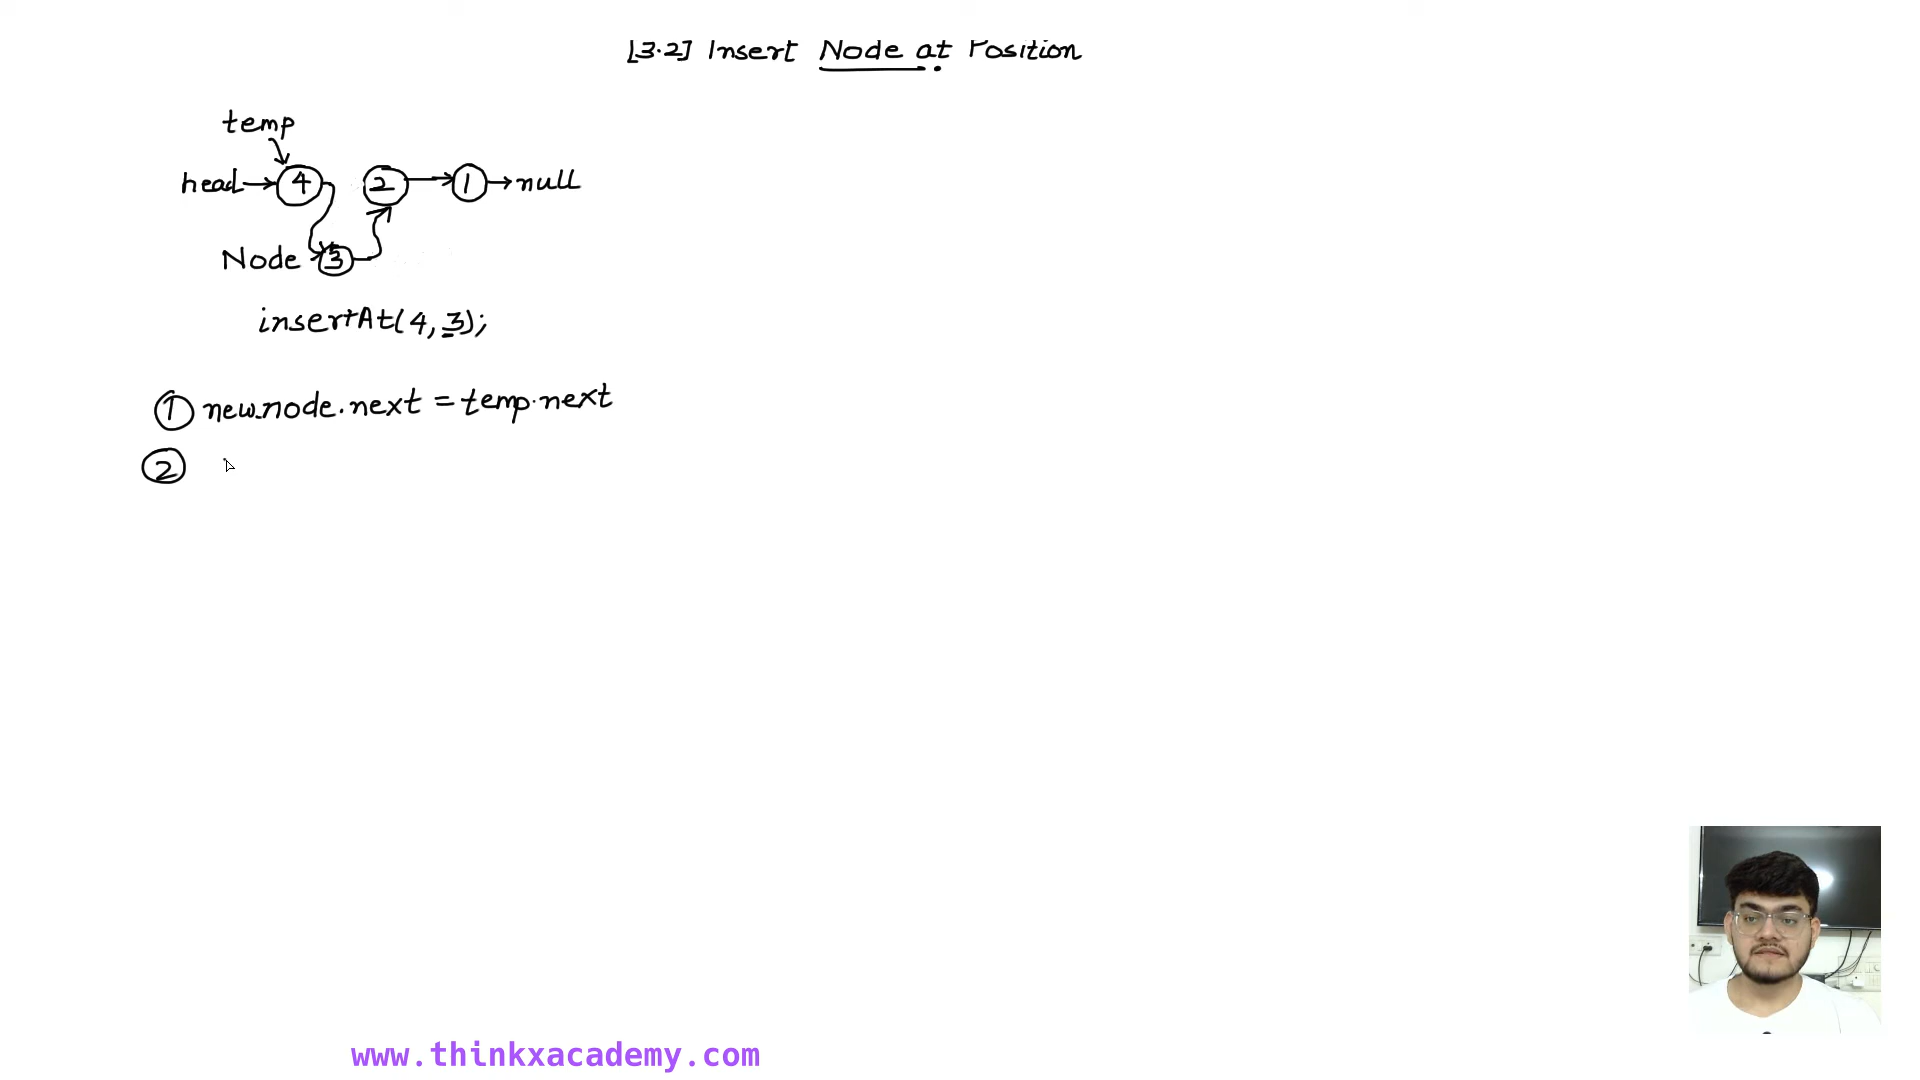 [3.2] Insert Node at Position
temp
head → 4 2 → 1 → null
Node 3
insertAt(4, 3);
① new_node.next = temp.next
②
www.thinkxacademy.com